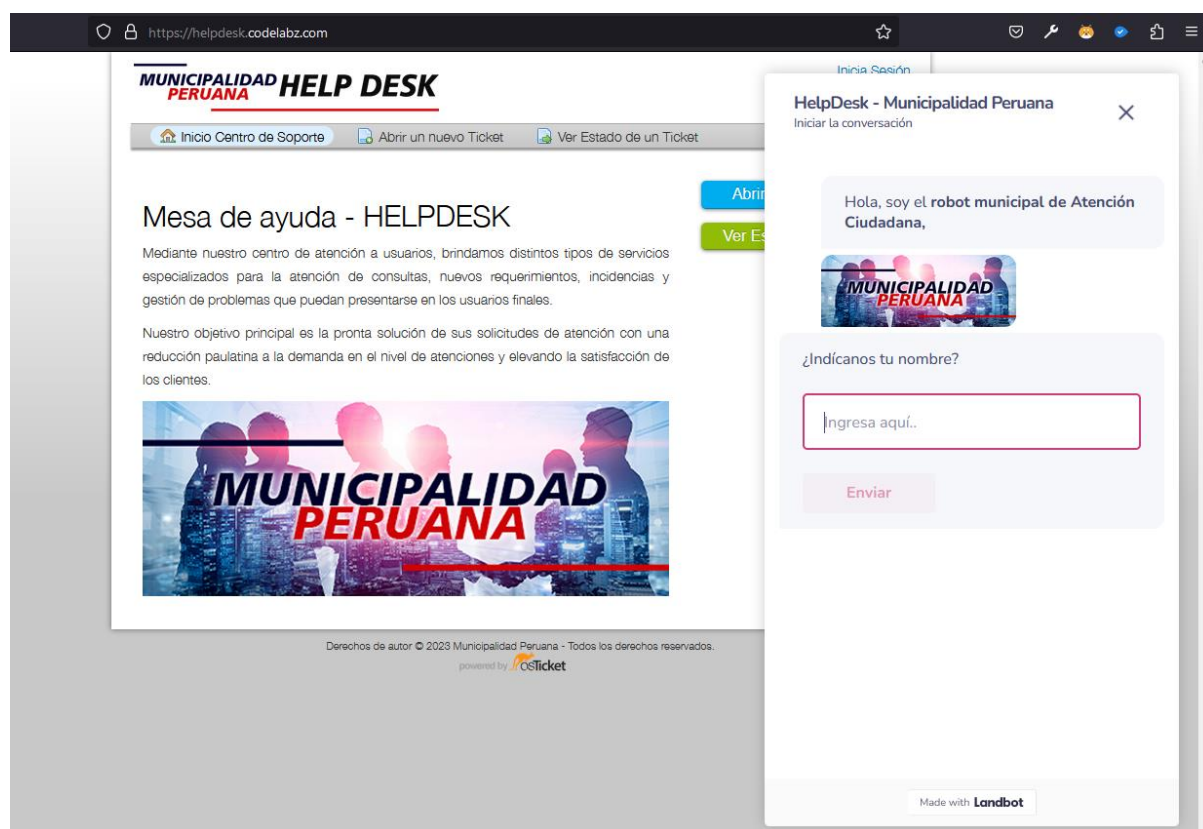 https://helpdesk.codelabz.com
MUNICIPALIDAD
PERUANA
HELP DESK
Inicia Sesión
Inicio Centro de Soporte
Abrir un nuevo Ticket
Ver Estado de un Ticket
Mesa de ayuda - HELPDESK
Mediante nuestro centro de atención a usuarios, brindamos distintos tipos de servicios
especializados para la atención de consultas, nuevos requerimientos, incidencias y
gestión de problemas que puedan presentarse en los usuarios finales.
Nuestro objetivo principal es la pronta solución de sus solicitudes de atención con una
reducción paulatina a la demanda en el nivel de atenciones y elevando la satisfacción de
los clientes.
Abrir
Ver Es
MUNICIPALIDAD
PERUANA
Derechos de autor © 2023 Municipalidad Peruana - Todos los derechos reservados.
powered by osTicket
HelpDesk - Municipalidad Peruana
Iniciar la conversación
Hola, soy el robot municipal de Atención
Ciudadana,
MUNICIPALIDAD
PERUANA
¿Indícanos tu nombre?
Ingresa aquí..
Enviar
Made with Landbot